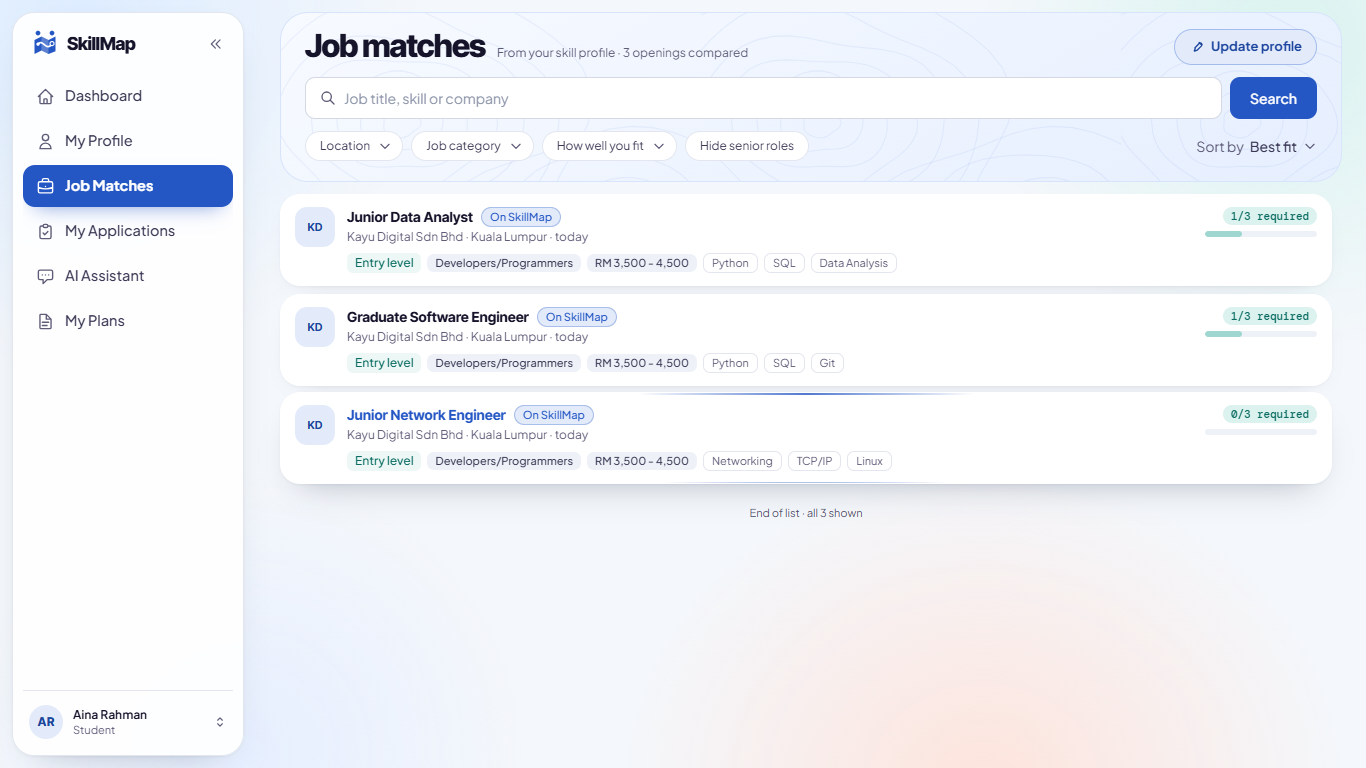 SkillMap
Dashboard
My Profile
Job Matches
My Applications
AI Assistant
My Plans
AR
Aina Rahman
Student
Job matches
From your skill profile · 3 openings compared
Update profile
Job title, skill or company
Search
Location
Job category
How well you fit
Hide senior roles
Sort by Best fit
KD
Junior Data Analyst
On SkillMap
1/3 required
Kayu Digital Sdn Bhd · Kuala Lumpur · today
Entry level
Developers/Programmers
RM 3,500 – 4,500
Python
SQL
Data Analysis
KD
Graduate Software Engineer
On SkillMap
1/3 required
Kayu Digital Sdn Bhd · Kuala Lumpur · today
Entry level
Developers/Programmers
RM 3,500 – 4,500
Python
SQL
Git
KD
Junior Network Engineer
On SkillMap
0/3 required
Kayu Digital Sdn Bhd · Kuala Lumpur · today
Entry level
Developers/Programmers
RM 3,500 – 4,500
Networking
TCP/IP
Linux
End of list · all 3 shown